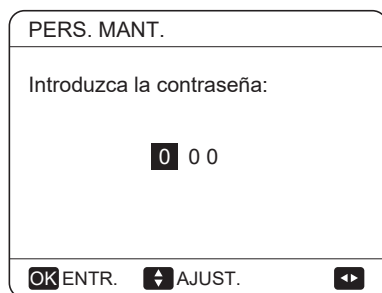 PERS. MANT.
Introduzca la contraseña:
0 0 0
OK ENTR. AJUST.